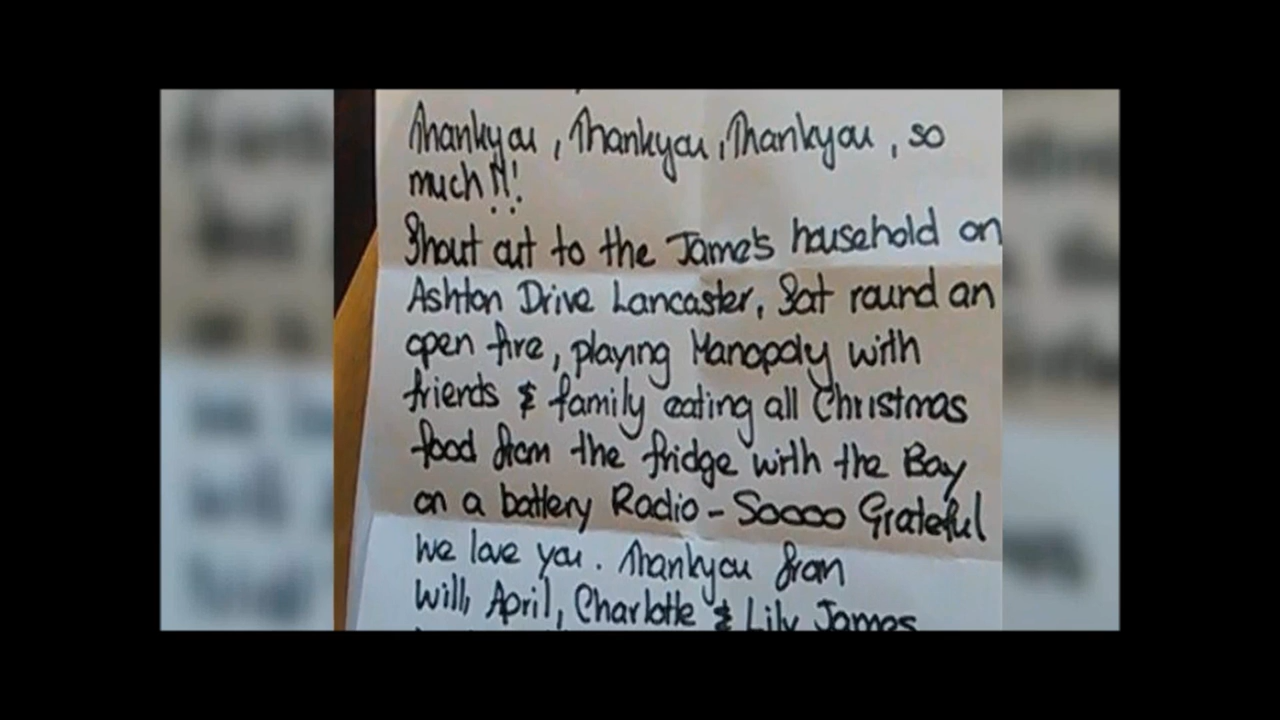 Thankyou, Thankyou, Thankyou, so
much!!!
Shout out to the Jame's household on
Ashton Drive Lancaster, Sat round an
open fire, playing Monopoly with
friends & family eating all Christmas
food from the fridge with the Bay
on a battery Radio - Soooo Grateful
We love you. Thankyou from
Will, April, Charlotte & Lily James